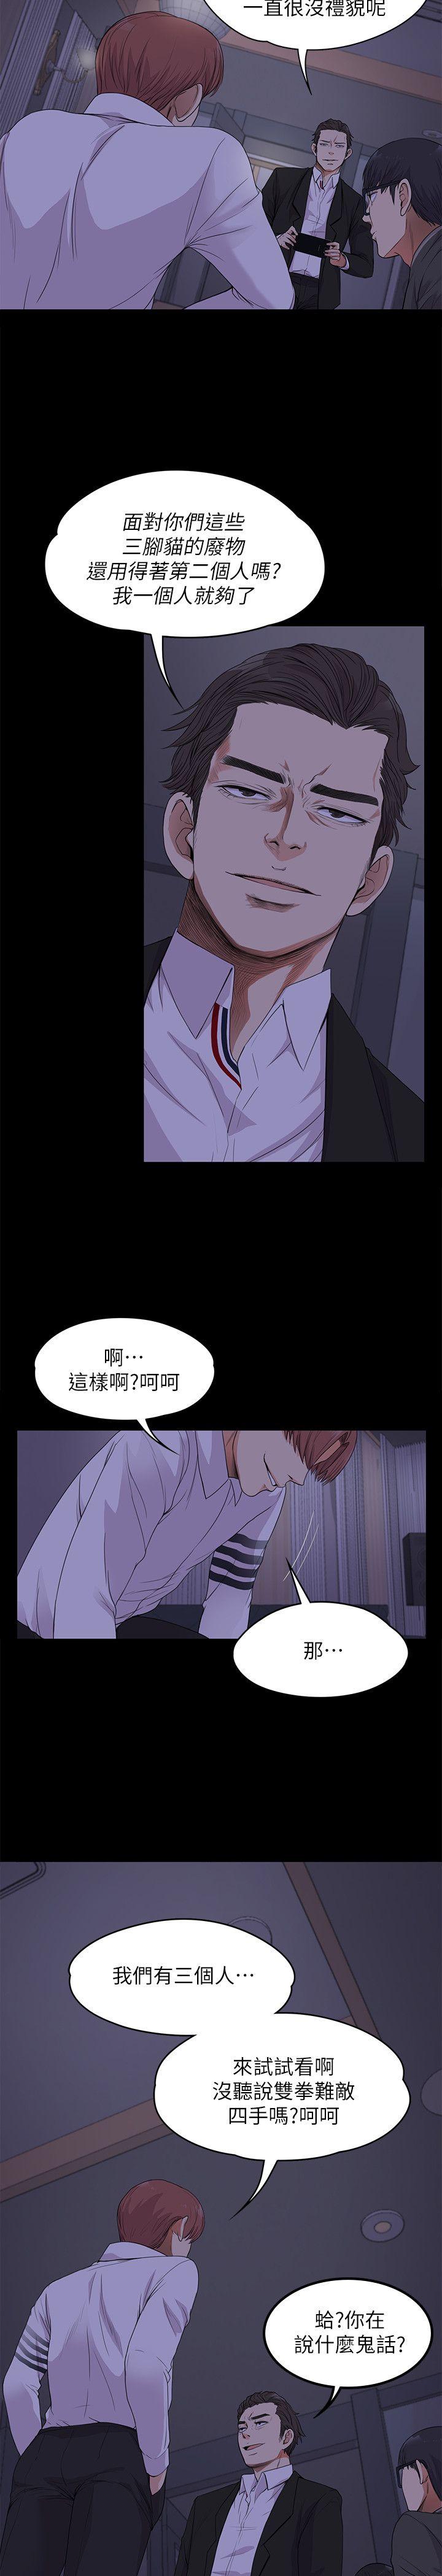 一直很沒禮貌呢
面對你們這些
三腳貓的廢物
還用得著第二個人嗎?
我一個人就夠了
啊…
這樣啊?呵呵
那…
我們有三個人…
來試試看啊
沒聽說雙拳難敵
四手嗎?呵呵
蛤?你在
說什麼鬼話?